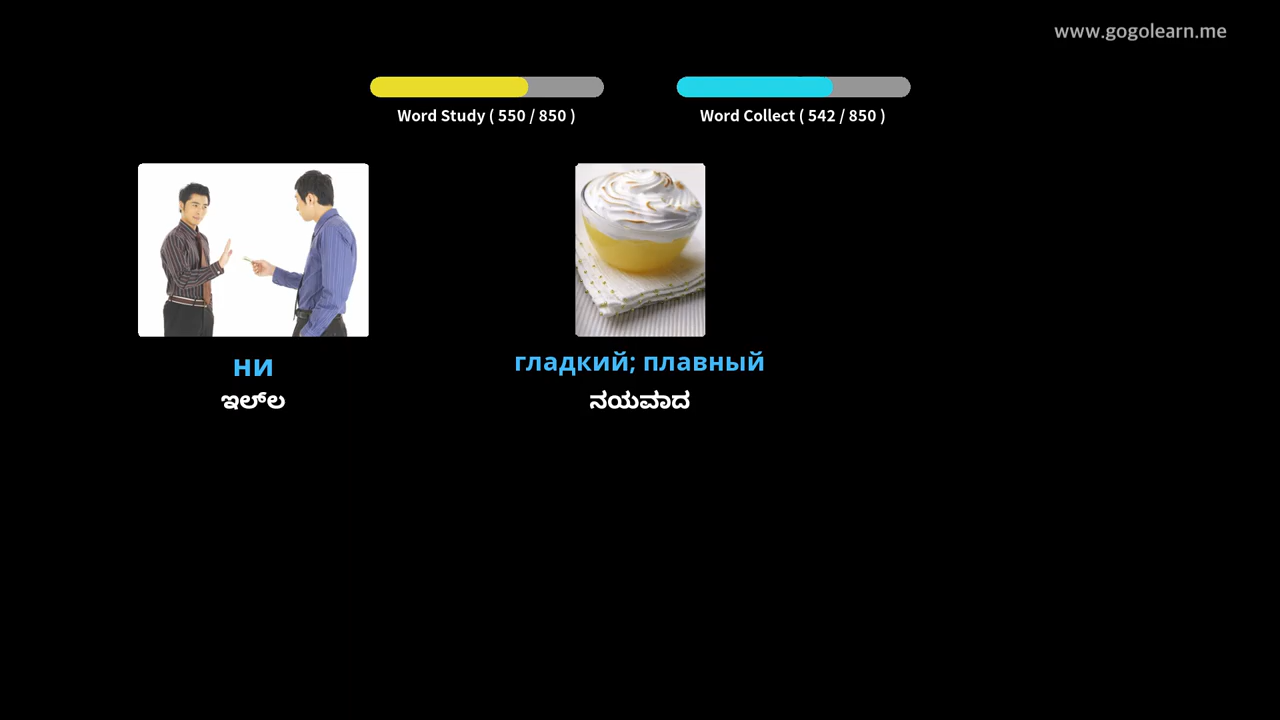 www.gogolearn.me
Word Study ( 550 / 850 )
Word Collect ( 542 / 850 )
ни
ಇಲ್‌ಲ
гладкий; плавный
ನಯವಾದ